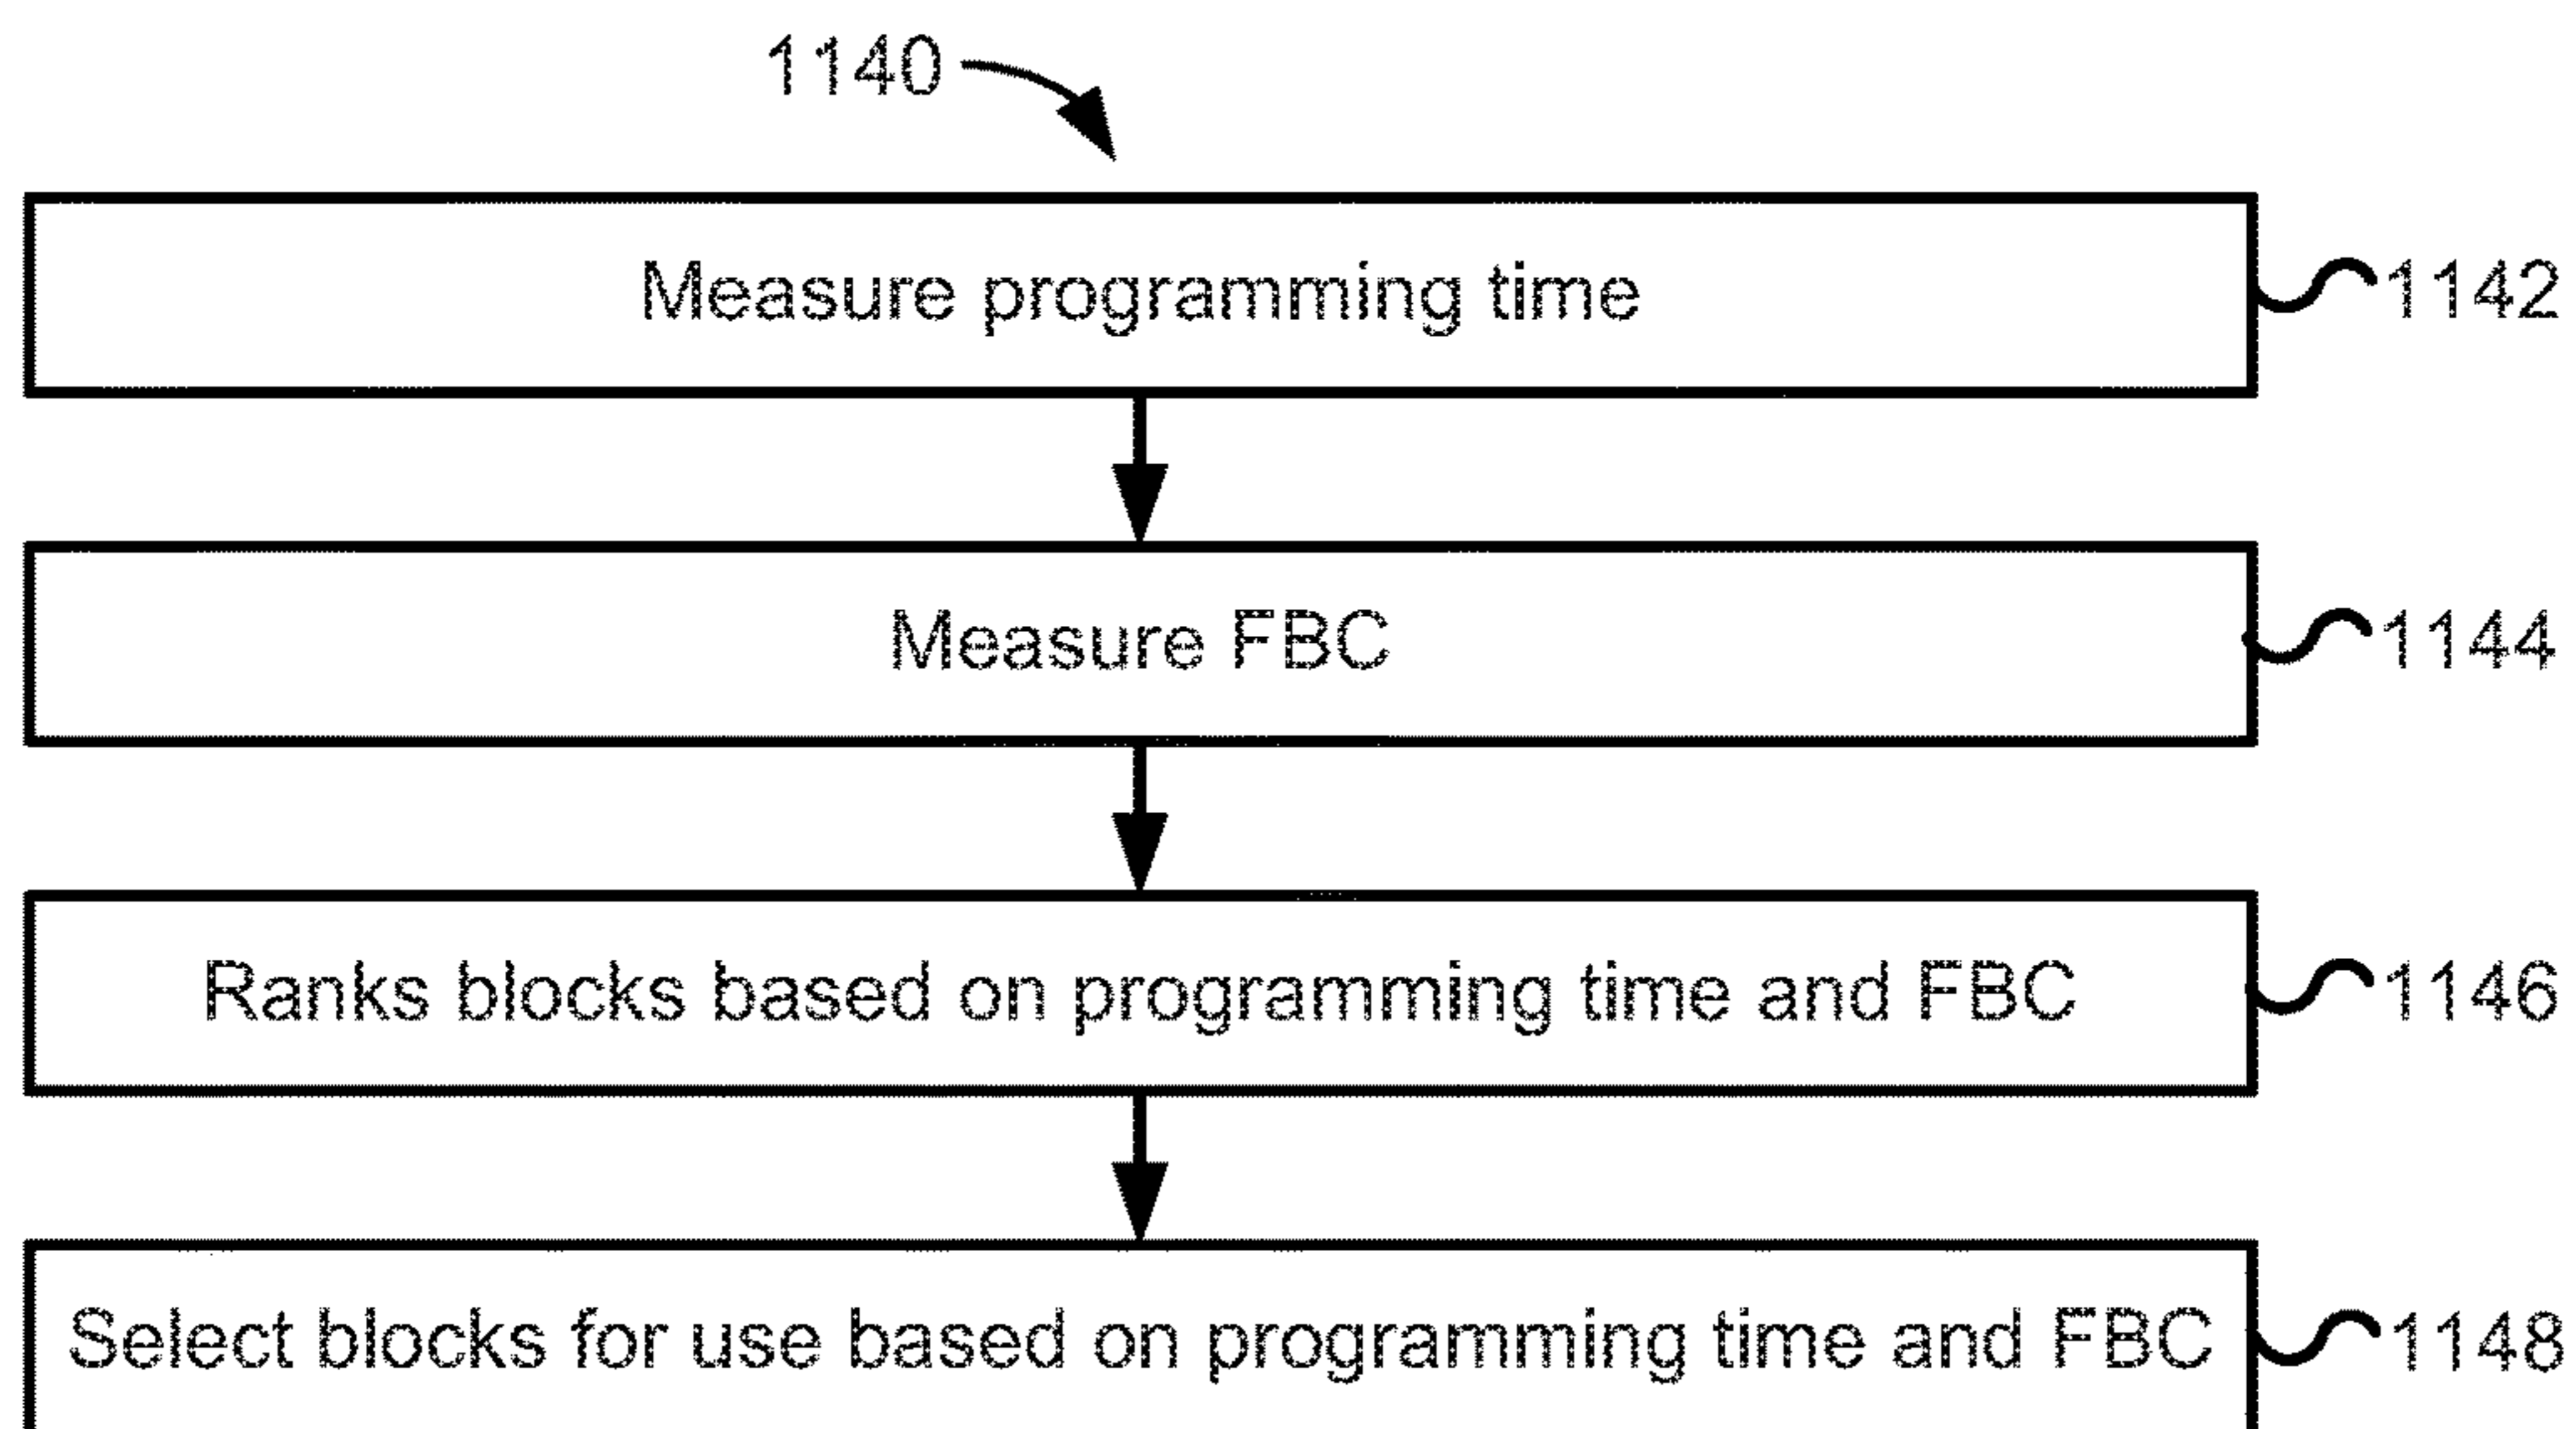 1140
Measure programming time
1142
Measure FBC
1144
Ranks blocks based on programming time and FBC
1146
Select blocks for use based on programming time and FBC
1148